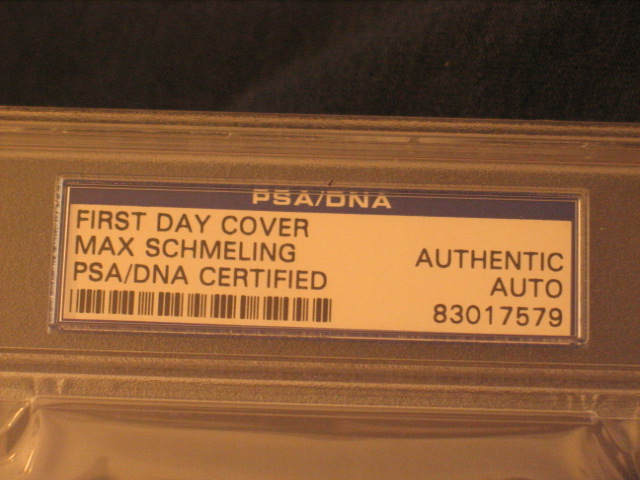 PSA/DNA
FIRST DAY COVER
MAX SCHMELING
PSA/DNA CERTIFIED
AUTHENTIC
AUTO
83017579